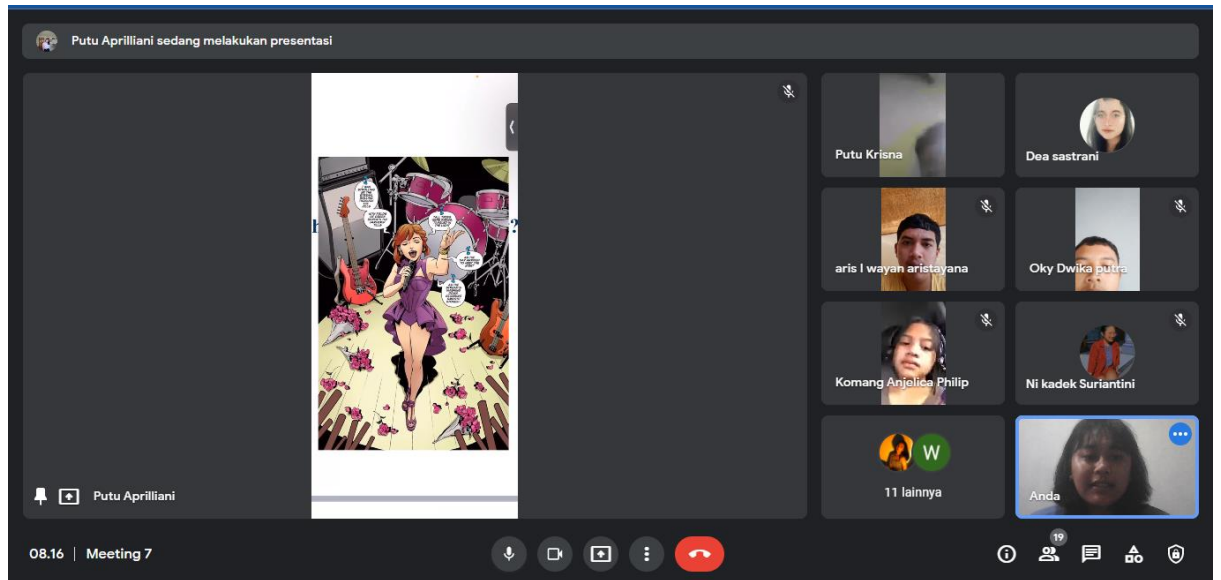 Putu Aprilliani sedang melakukan presentasi
h
?
Putu Aprilliani
Putu Krisna
Dea sastrani
aris I wayan aristayana
Oky Dwika putra
Komang Anjelica Philip
Ni kadek Suriantini
W
11 lainnya
Anda
08.16 | Meeting 7
19